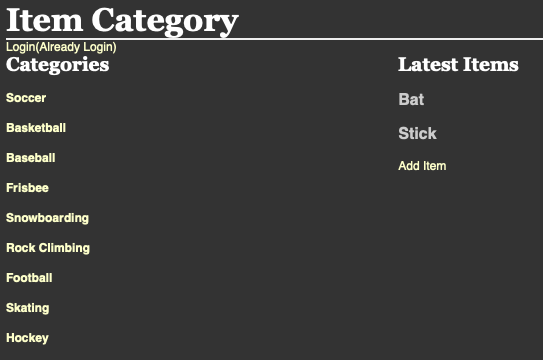 Item Category
Login(Already Login)
Categories
Soccer
Basketball
Baseball
Frisbee
Snowboarding
Rock Climbing
Football
Skating
Hockey
Latest Items
Bat
Stick
Add Item